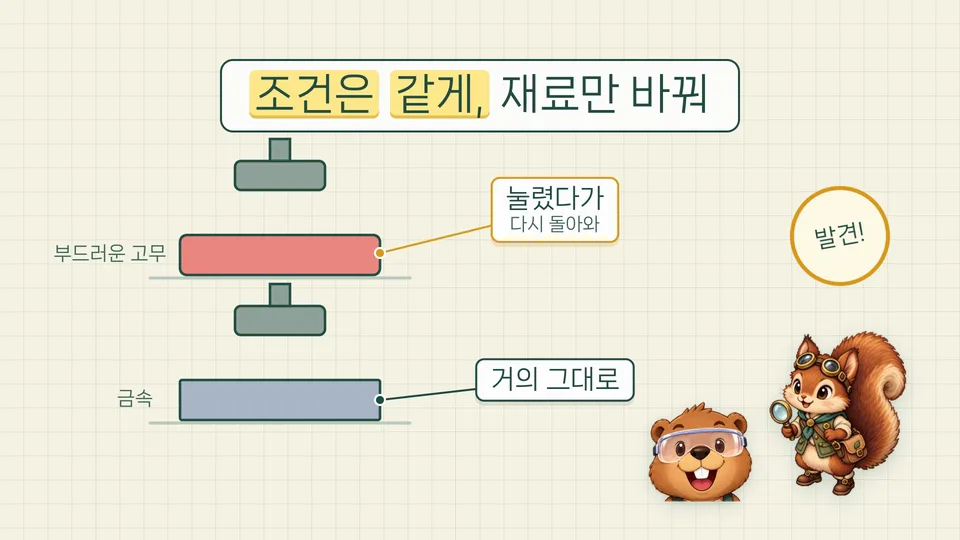 조건은 같게, 재료만 바꿔
눌렸다가
다시 돌아와
발견!
부드러운 고무
거의 그대로
금속